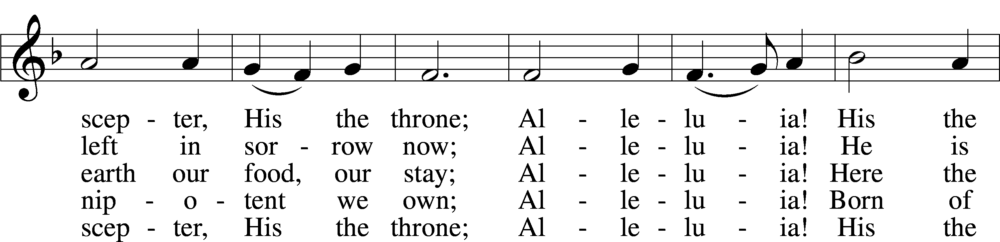 scep - ter, His the throne; Al - le - lu - ia! His the
left in sor - row now; Al - le - lu - ia! He is
earth our food, our stay; Al - le - lu - ia! Here the
nip - o - tent we own; Al - le - lu - ia! Born of
scep - ter, His the throne; Al - le - lu - ia! His the